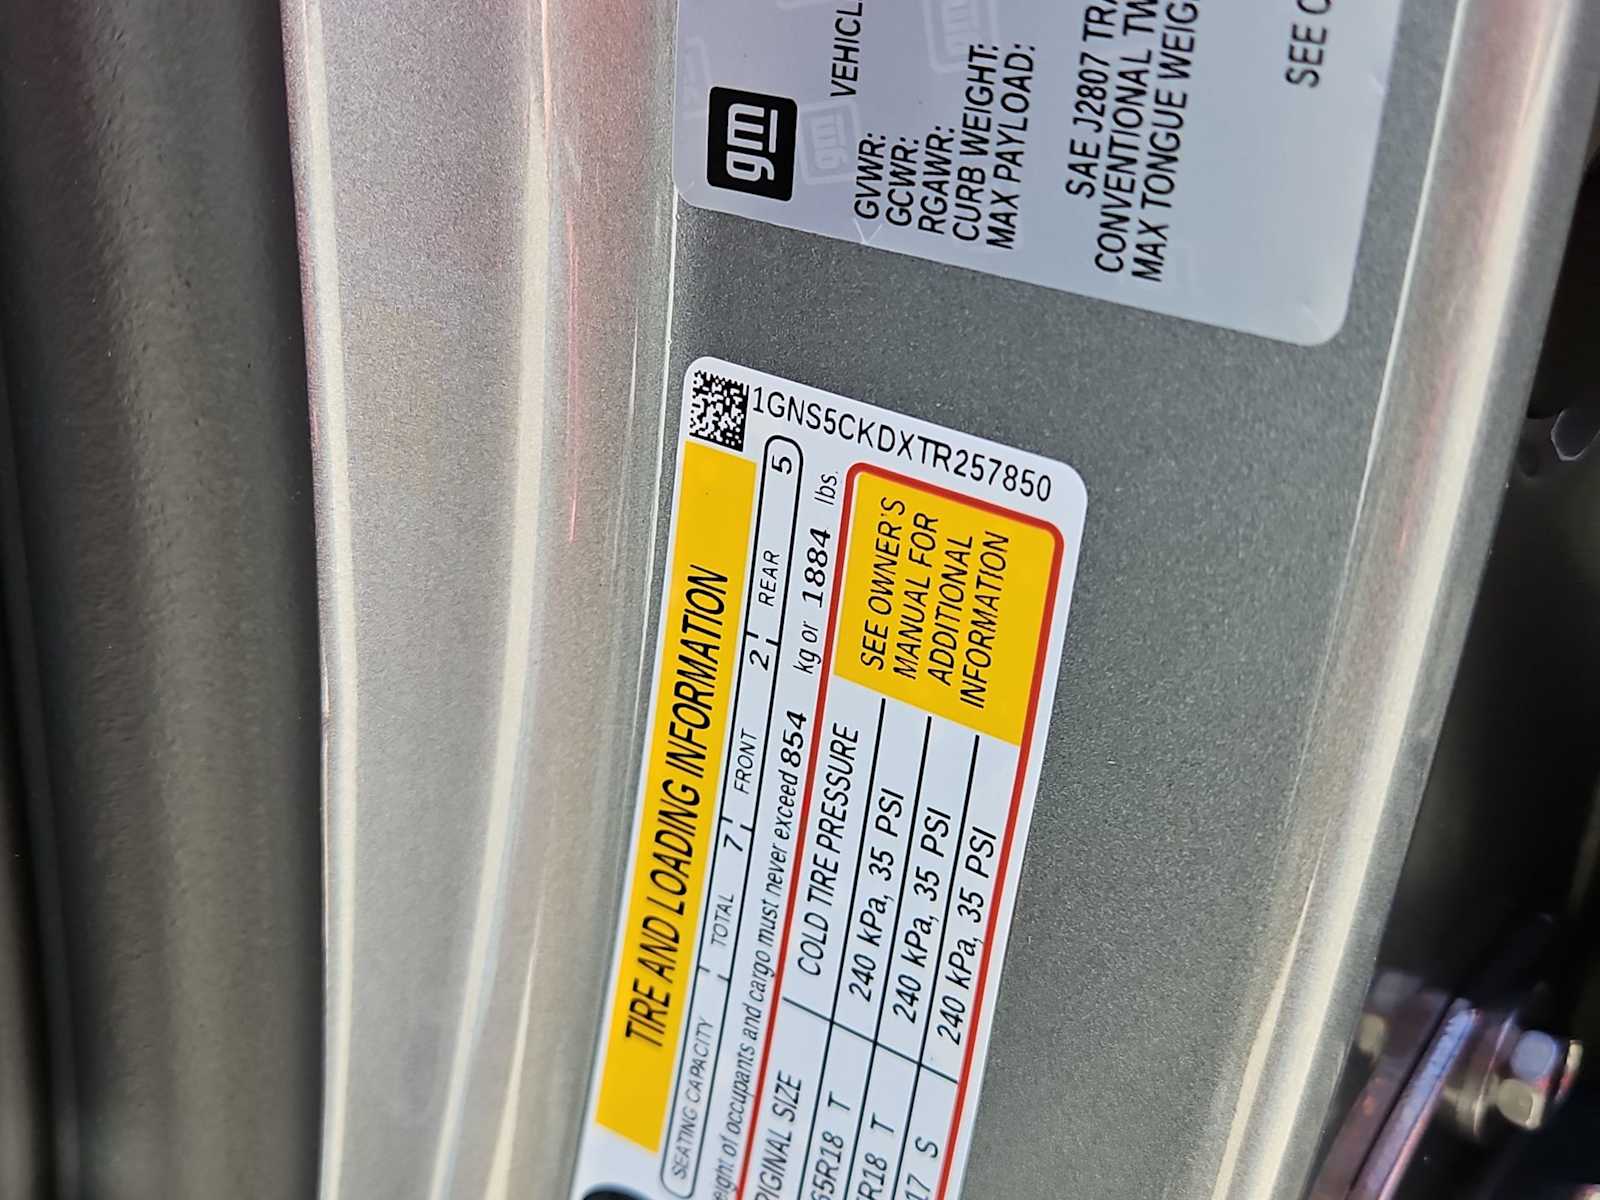 gm
VEHICL
GVWR:
GCWR:
RGAWR:
CURB WEIGHT:
MAX PAYLOAD:
SAE J2807 TRA
CONVENTIONAL TW
MAX TONGUE WEIG
SEE O
TIRE AND LOADING INFORMATION
SEATING CAPACITY TOTAL 7 FRONT 2 REAR 5
eight of occupants and cargo must never exceed 854 kg or 1884 lbs.
IGINAL SIZE COLD TIRE PRESSURE
65R18 T 240 kPa, 35 PSI
R18 T 240 kPa, 35 PSI
17 S 240 kPa, 35 PSI
SEE OWNER'S
MANUAL FOR
ADDITIONAL
INFORMATION
1GNS5CKDXTR257850